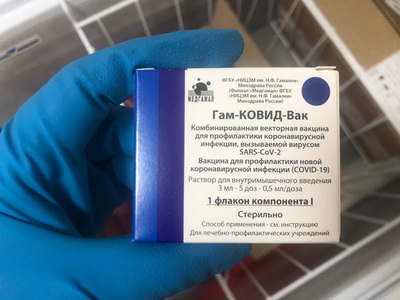 МЕДГАМАЛ
ФГБУ «НИЦЭМ им. Н.Ф. Гамалеи»
Минздрава России
(Филиал «Медгамал» ФГБУ
«НИЦЭМ им. Н.Ф. Гамалеи»
Минздрава России)
Гам-КОВИД-Вак
Комбинированная векторная вакцина
для профилактики коронавирусной
инфекции, вызываемой вирусом
SARS-CoV-2
Вакцина для профилактики новой
коронавирусной инфекции (COVID-19)
Раствор для внутримышечного введения
3 мл - 5 доз - 0,5 мл/доза
1 флакон компонента I
Стерильно
Способ применения - см. инструкцию
Для лечебно-профилактических учреждений